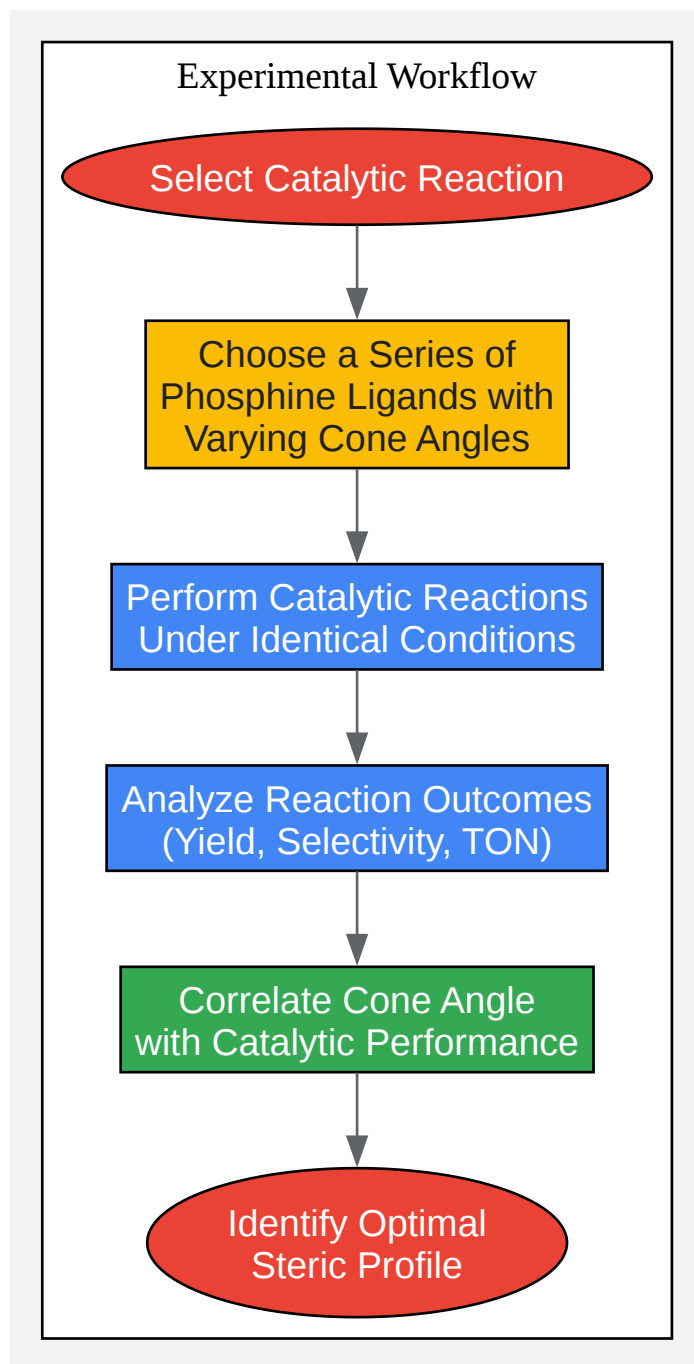 Experimental Workflow
Select Catalytic Reaction
Choose a Series of
Phosphine Ligands with
Varying Cone Angles
Perform Catalytic Reactions
Under Identical Conditions
Analyze Reaction Outcomes
(Yield, Selectivity, TON)
Correlate Cone Angle
with Catalytic Performance
Identify Optimal
Steric Profile